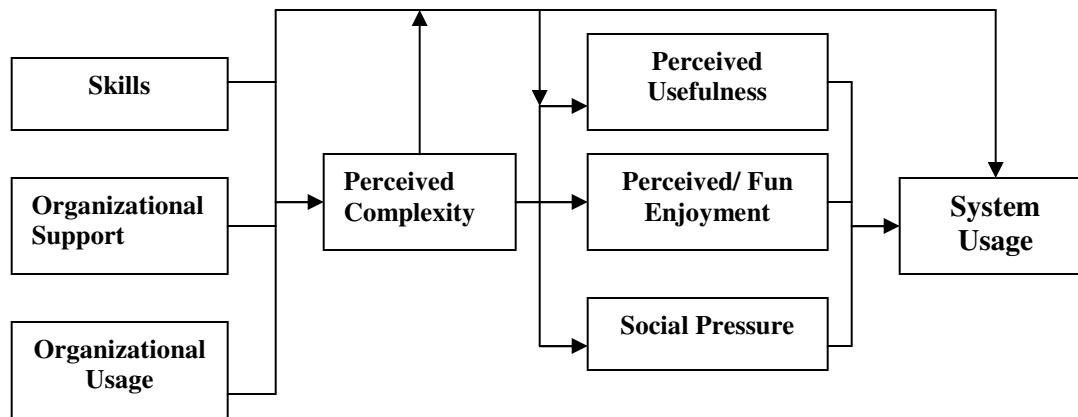 Skills
Organizational
Support
Organizational
Usage
Perceived
Complexity
Perceived
Usefulness
Perceived/ Fun
Enjoyment
Social Pressure
System
Usage